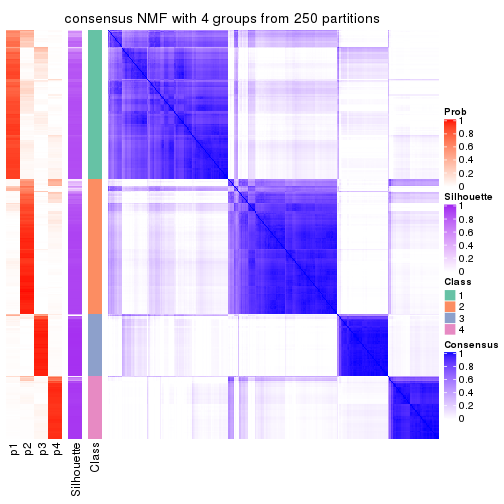 consensus NMF with 4 groups from 250 partitions
Prob
1
0.8
0.6
0.4
0.2
0
Silhouette
1
0.8
0.6
0.4
0.2
0
Class
1
2
3
4
Consensus
1
0.8
0.6
0.4
0.2
0
p1
p2
p3
p4
Silhouette
Class